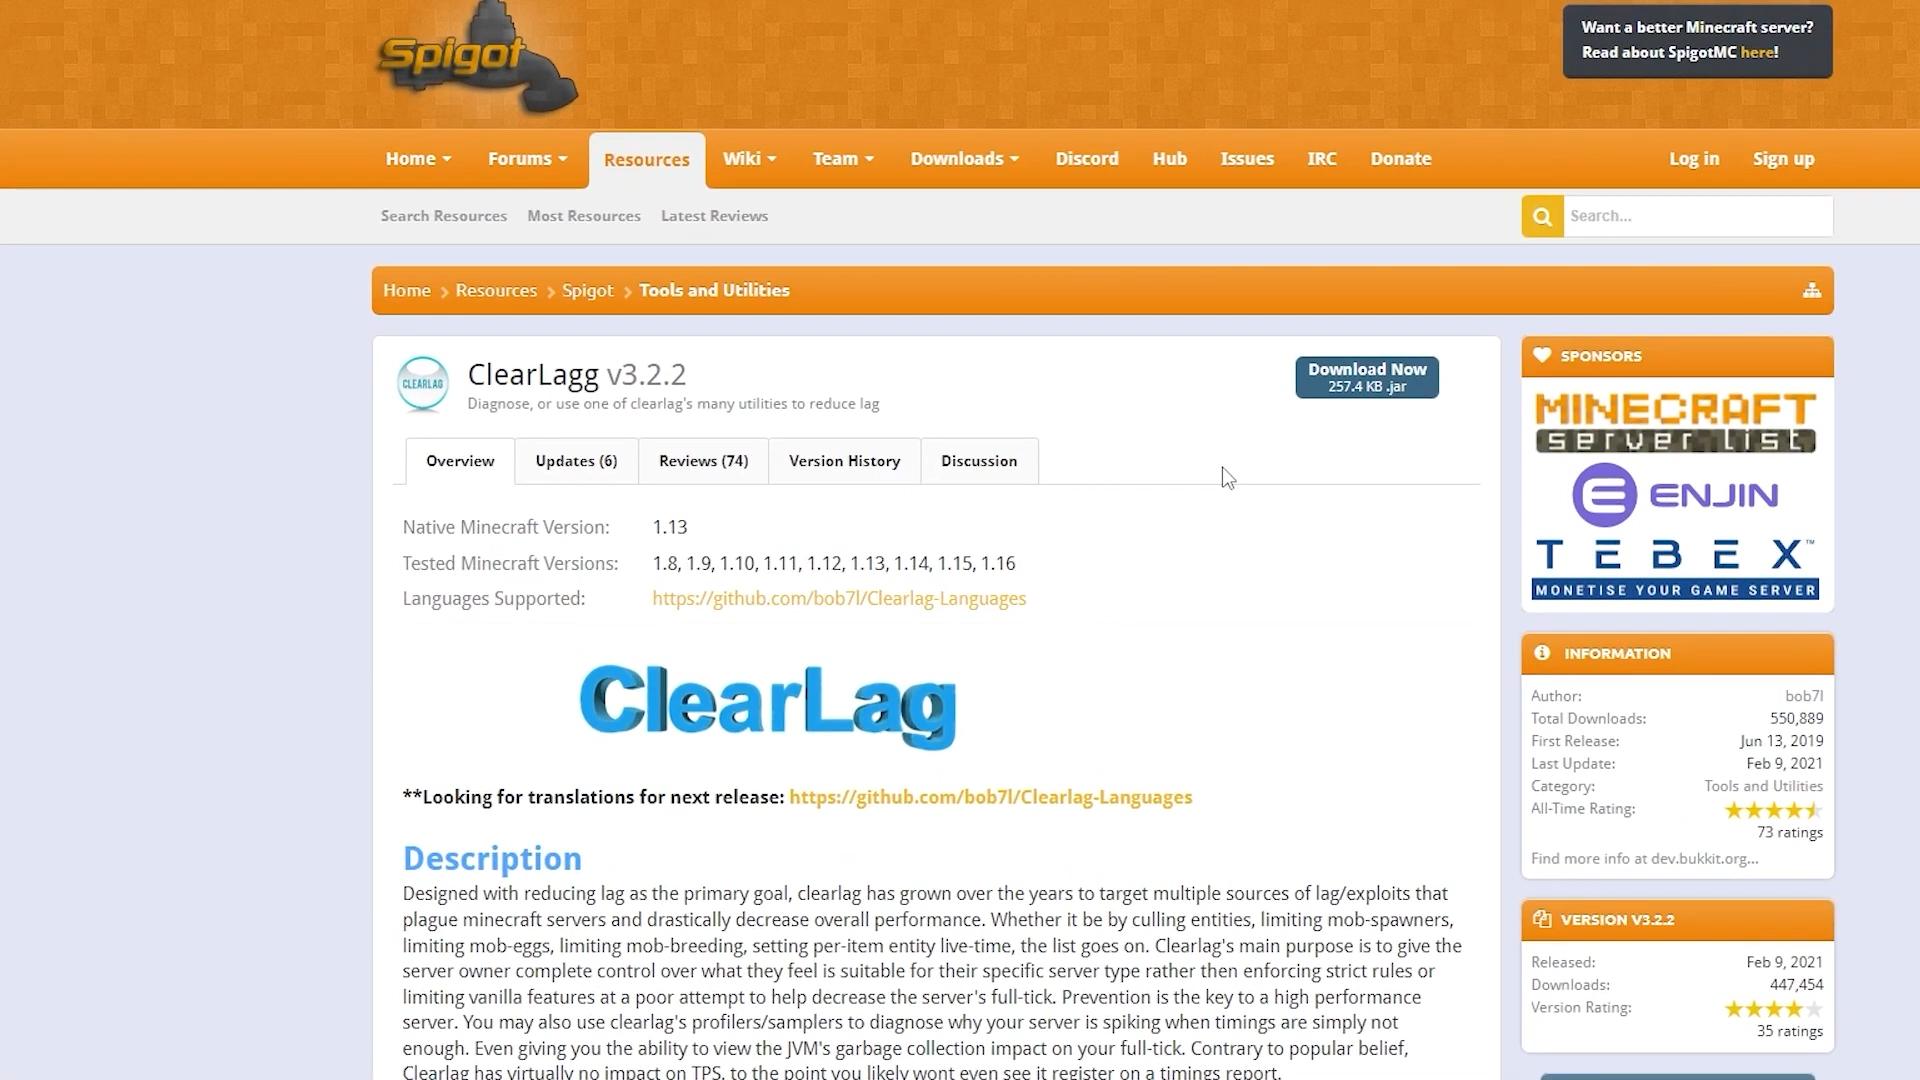 Spigot
Want a better Minecraft server?
Read about SpigotMC here!
Home Forums Resources Wiki Team Downloads Discord Hub Issues IRC Donate Log in Sign up
Search Resources Most Resources Latest Reviews
Search...
Home Resources Spigot Tools and Utilities
CLEARLAG
ClearLagg v3.2.2
Diagnose, or use one of clearlag's many utilities to reduce lag
Download Now
257.4 KB .jar
Overview Updates (6) Reviews (74) Version History Discussion
Native Minecraft Version: 1.13
Tested Minecraft Versions: 1.8, 1.9, 1.10, 1.11, 1.12, 1.13, 1.14, 1.15, 1.16
Languages Supported: https://github.com/bob7l/Clearlag-Languages
ClearLag
**Looking for translations for next release: https://github.com/bob7l/Clearlag-Languages
Description
Designed with reducing lag as the primary goal, clearlag has grown over the years to target multiple sources of lag/exploits that
plague minecraft servers and drastically decrease overall performance. Whether it be by culling entities, limiting mob-spawners,
limiting mob-eggs, limiting mob-breeding, setting per-item entity live-time, the list goes on. Clearlag's main purpose is to give the
server owner complete control over what they feel is suitable for their specific server type rather then enforcing strict rules or
limiting vanilla features at a poor attempt to help decrease the server's full-tick. Prevention is the key to a high performance
server. You may also use clearlag's profilers/samplers to diagnose why your server is spiking when timings are simply not
enough. Even giving you the ability to view the JVM's garbage collection impact on your full-tick. Contrary to popular belief,
Clearlag has virtually no impact on TPS, to the point you likely wont even see it register on a timings report.
SPONSORS
MINECRAFT
server list
ENJIN
TEBEX™
MONETISE YOUR GAME SERVER
INFORMATION
Author: bob7l
Total Downloads: 550,889
First Release: Jun 13, 2019
Last Update: Feb 9, 2021
Category: Tools and Utilities
All-Time Rating:
73 ratings
Find more info at dev.bukkit.org...
VERSION V3.2.2
Released: Feb 9, 2021
Downloads: 447,454
Version Rating:
35 ratings